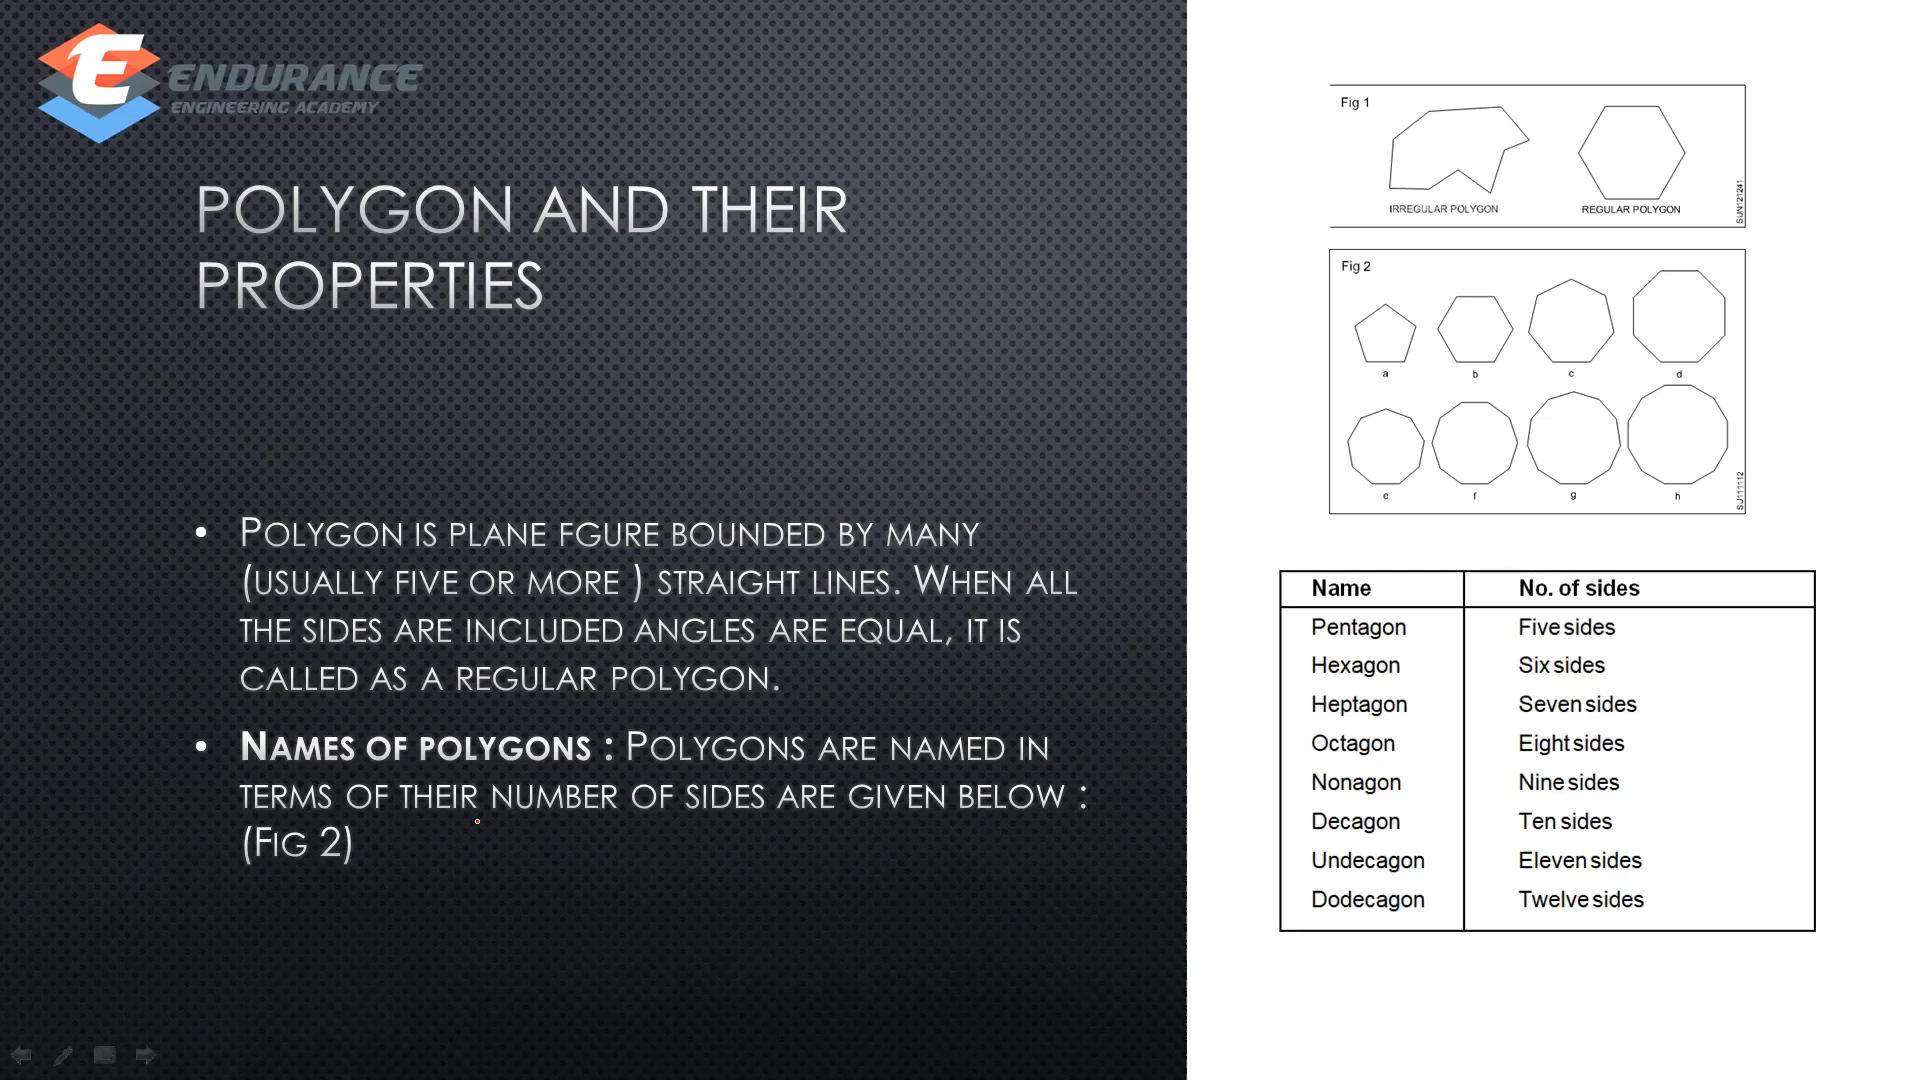 ENDURANCE
ENGINEERING ACADEMY
POLYGON AND THEIR
PROPERTIES
• POLYGON IS PLANE FGURE BOUNDED BY MANY
(USUALLY FIVE OR MORE ) STRAIGHT LINES. WHEN ALL
THE SIDES ARE INCLUDED ANGLES ARE EQUAL, IT IS
CALLED AS A REGULAR POLYGON.
• NAMES OF POLYGONS : POLYGONS ARE NAMED IN
TERMS OF THEIR NUMBER OF SIDES ARE GIVEN BELOW :
(FIG 2)
Fig 1
IRREGULAR POLYGON REGULAR POLYGON
SUN121241
Fig 2
a b c d
e f g h
SJ111112
Name No. of sides
Pentagon Five sides
Hexagon Six sides
Heptagon Seven sides
Octagon Eight sides
Nonagon Nine sides
Decagon Ten sides
Undecagon Eleven sides
Dodecagon Twelve sides